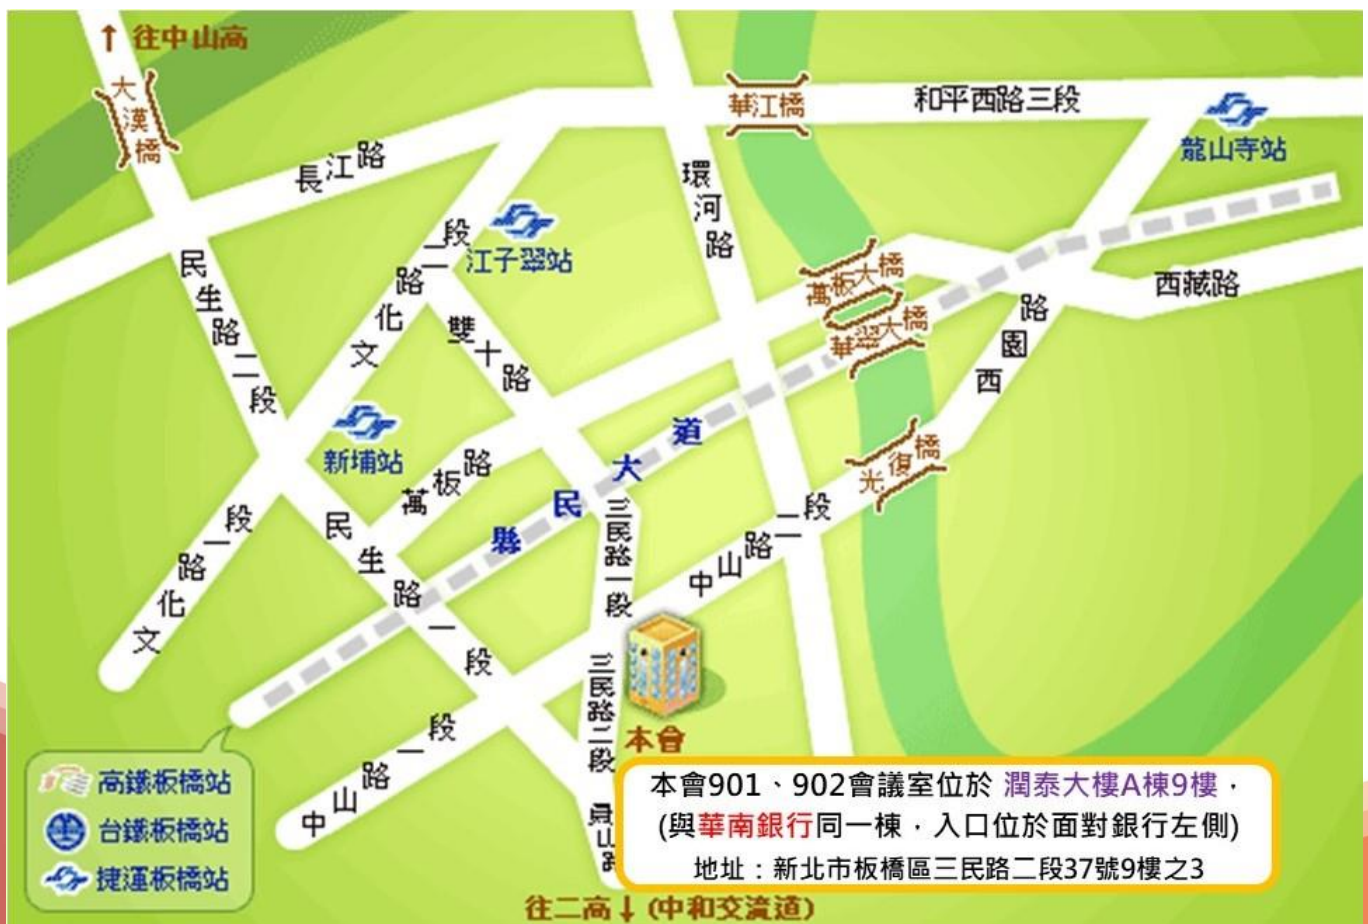 ↑ 往中山高
大漢橋
華江橋
和平西路三段
龍山寺站
長江路
環河路
江子翠站
文化路二段
民生路二段
雙十路
萬板大橋
華翠大橋
西藏路
西園路
新埔站
萬板路
縣民大道
光復橋
文化路一段
民生路一段
三民路一段
中山路二段
三民路二段
本會
中山路一段
高鐵板橋站
台鐵板橋站
捷運板橋站
本會901、902會議室位於 潤泰大樓A棟9樓,
(與華南銀行同一棟,入口位於面對銀行左側)
地址:新北市板橋區三民路二段37號9樓之3
山路
往二高↓(中和交流道)